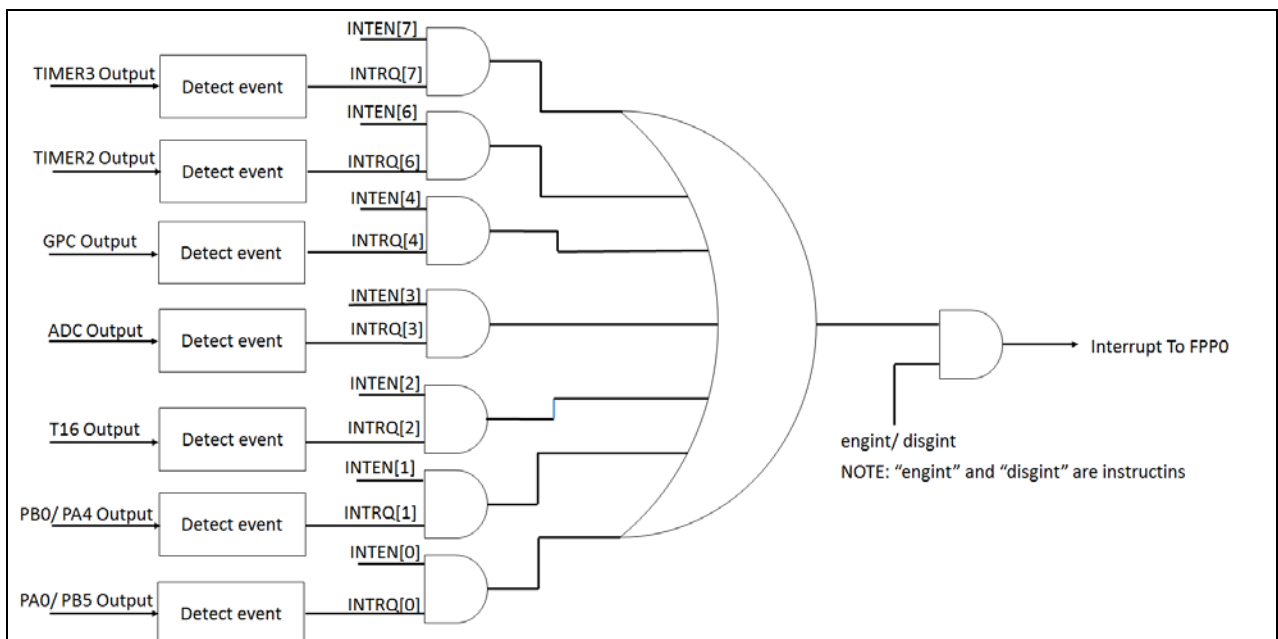 INTEN[7]
TIMER3 Output
Detect event
INTRQ[7]
INTEN[6]
TIMER2 Output
Detect event
INTRQ[6]
INTEN[4]
GPC Output
Detect event
INTRQ[4]
INTEN[3]
ADC Output
Detect event
INTRQ[3]
Interrupt To FPP0
INTEN[2]
T16 Output
Detect event
INTRQ[2]
engint/ disgint
NOTE: “engint” and “disgint” are instructins
INTEN[1]
PB0/ PA4 Output
Detect event
INTRQ[1]
INTEN[0]
PA0/ PB5 Output
Detect event
INTRQ[0]